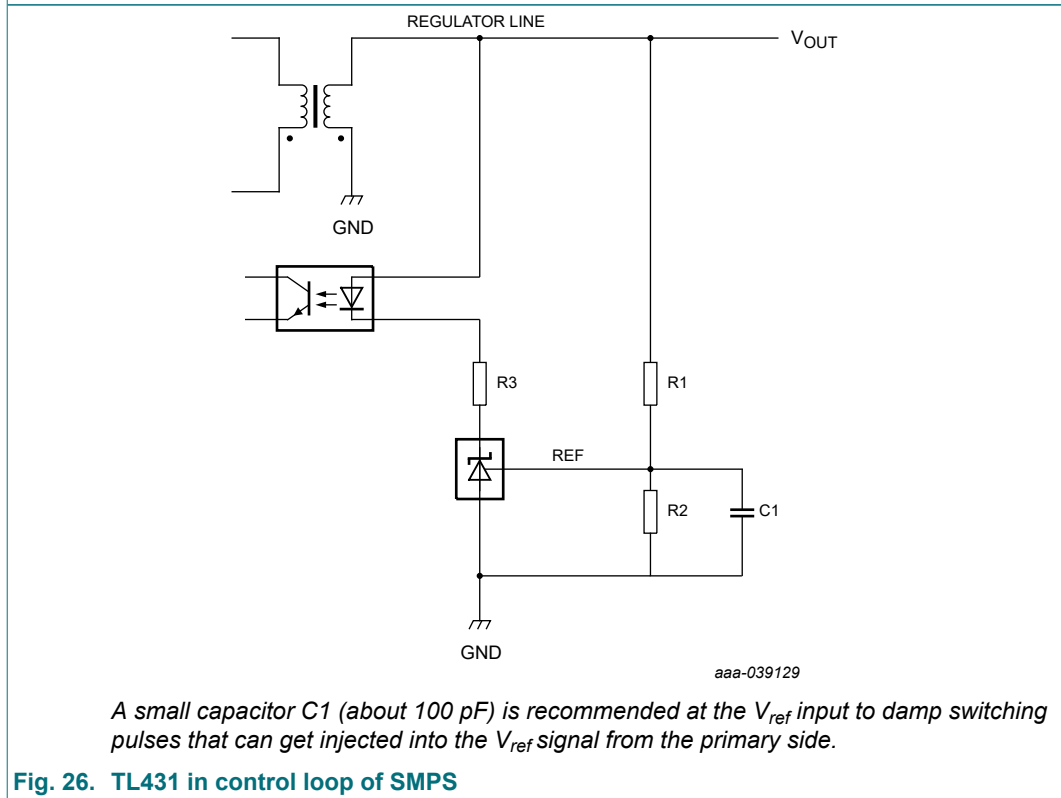 REGULATOR LINE
VOUT
GND
R3
R1
REF
R2
C1
GND
aaa-039129
A small capacitor C1 (about 100 pF) is recommended at the Vref input to damp switching
pulses that can get injected into the Vref signal from the primary side.
Fig. 26. TL431 in control loop of SMPS